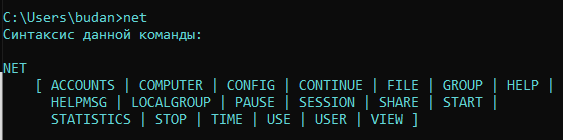 C:\Users\budan>net
Синтаксис данной команды:
NET
[ ACCOUNTS | COMPUTER | CONFIG | CONTINUE | FILE | GROUP | HELP |
HELPMSG | LOCALGROUP | PAUSE | SESSION | SHARE | START |
STATISTICS | STOP | TIME | USE | USER | VIEW ]